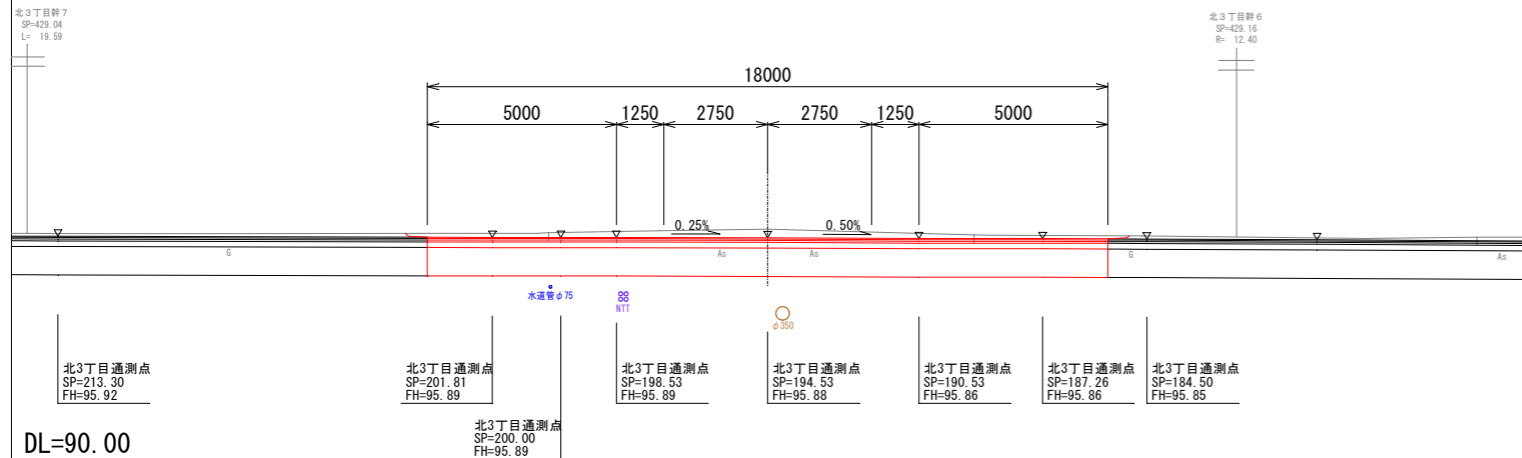 北3丁目幹7
SP=429.04
L= 19.59
北3丁目幹6
SP=429.16
R= 12.40
18000
5000
1250
2750
2750
1250
5000
0.25%
0.50%
G
As
As
G
As
水道管φ75
NTT
φ350
北3丁目通測点
SP=213.30
FH=95.92
北3丁目通測点
SP=201.81
FH=95.89
北3丁目通測点
SP=200.00
FH=95.89
北3丁目通測点
SP=198.53
FH=95.89
北3丁目通測点
SP=194.53
FH=95.88
北3丁目通測点
SP=190.53
FH=95.86
北3丁目通測点
SP=187.26
FH=95.86
北3丁目通測点
SP=184.50
FH=95.85
DL=90.00